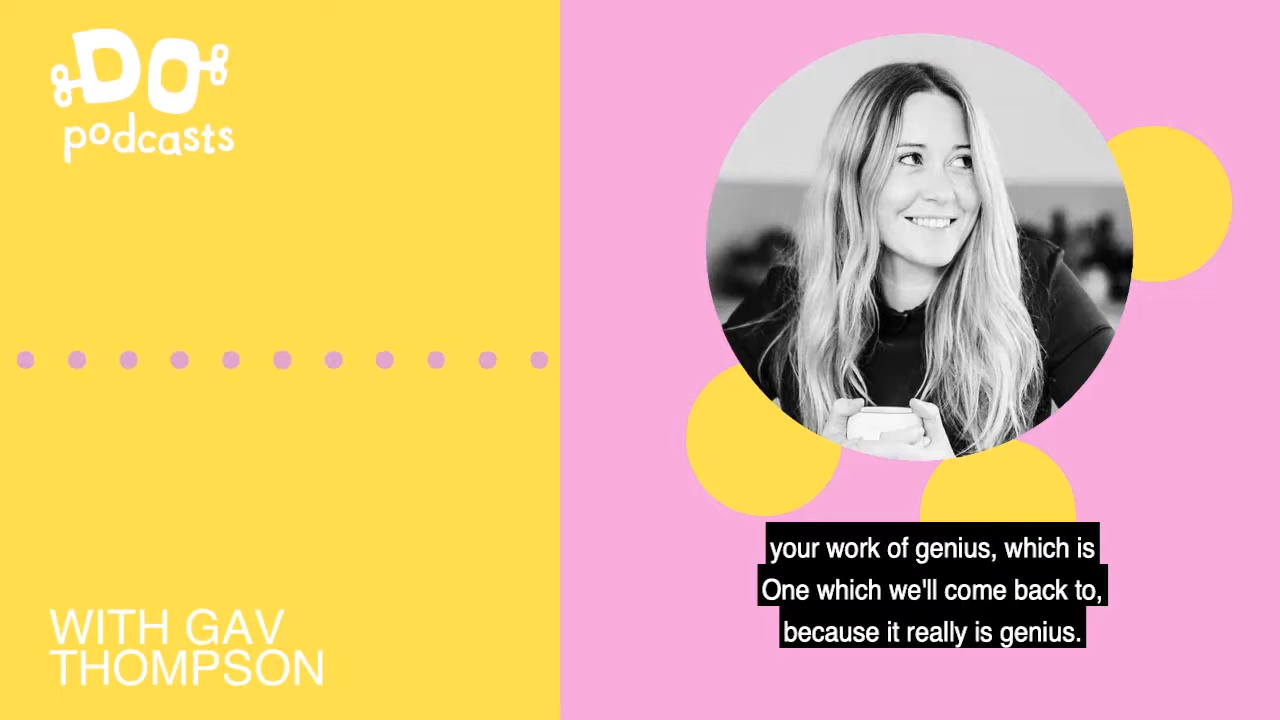 DO
podcasts
WITH GAV
THOMPSON
your work of genius, which is
One which we'll come back to,
because it really is genius.